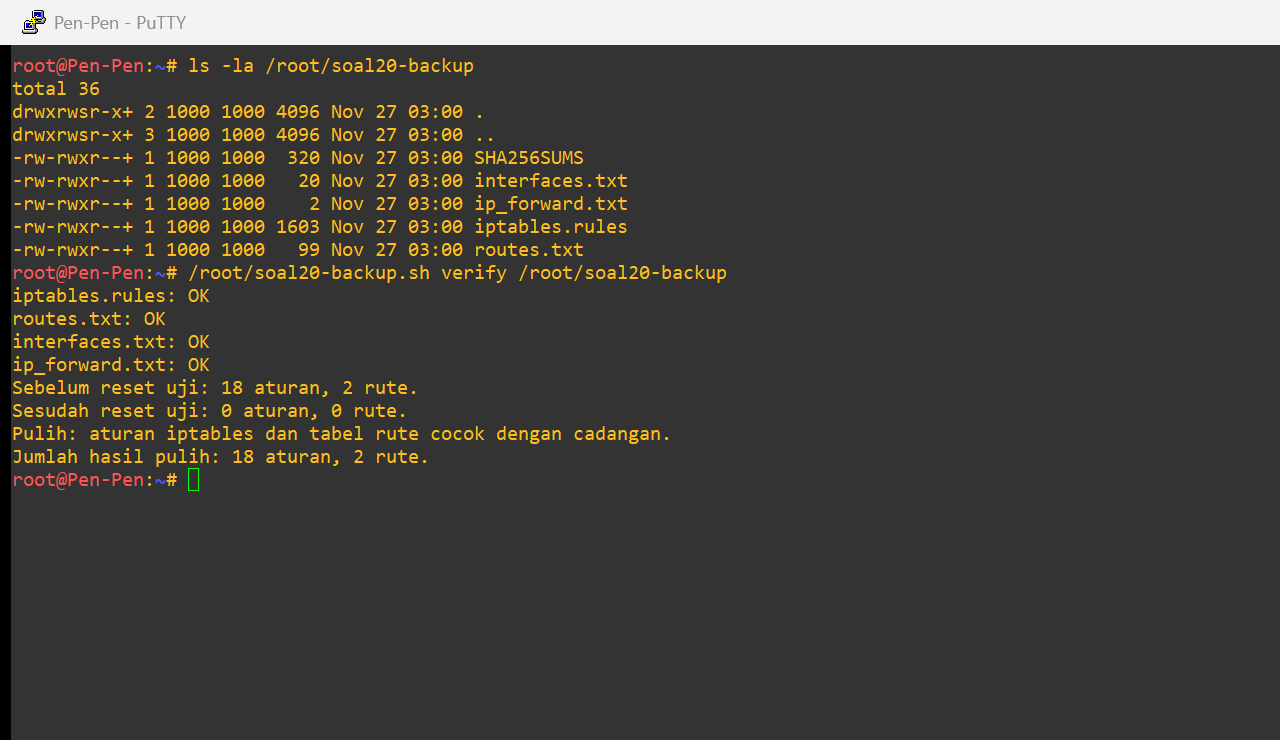 Pen-Pen - PuTTY
root@Pen-Pen:~# ls -la /root/soal20-backup
total 36
drwxrwsr-x+ 2 1000 1000 4096 Nov 27 03:00 .
drwxrwsr-x+ 3 1000 1000 4096 Nov 27 03:00 ..
-rw-rwxr--+ 1 1000 1000  320 Nov 27 03:00 SHA256SUMS
-rw-rwxr--+ 1 1000 1000   20 Nov 27 03:00 interfaces.txt
-rw-rwxr--+ 1 1000 1000    2 Nov 27 03:00 ip_forward.txt
-rw-rwxr--+ 1 1000 1000 1603 Nov 27 03:00 iptables.rules
-rw-rwxr--+ 1 1000 1000   99 Nov 27 03:00 routes.txt
root@Pen-Pen:~# /root/soal20-backup.sh verify /root/soal20-backup
iptables.rules: OK
routes.txt: OK
interfaces.txt: OK
ip_forward.txt: OK
Sebelum reset uji: 18 aturan, 2 rute.
Sesudah reset uji: 0 aturan, 0 rute.
Pulih: aturan iptables dan tabel rute cocok dengan cadangan.
Jumlah hasil pulih: 18 aturan, 2 rute.
root@Pen-Pen:~#